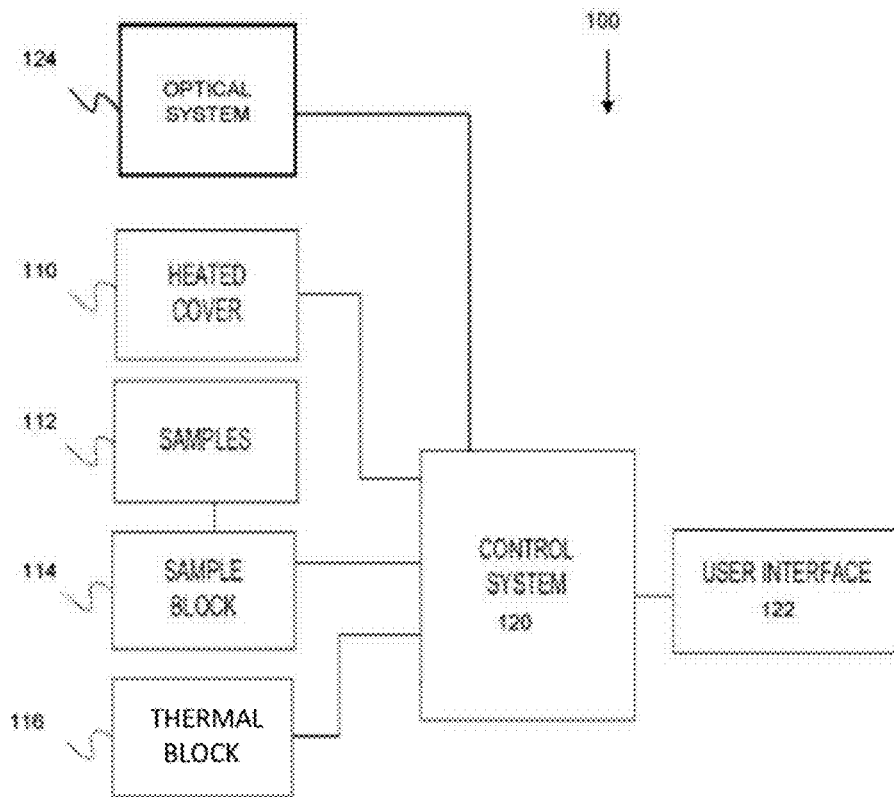 100
124
OPTICAL
SYSTEM
110
HEATED
COVER
112
SAMPLES
114
SAMPLE
BLOCK
CONTROL
SYSTEM
120
USER INTERFACE
122
116
THERMAL
BLOCK